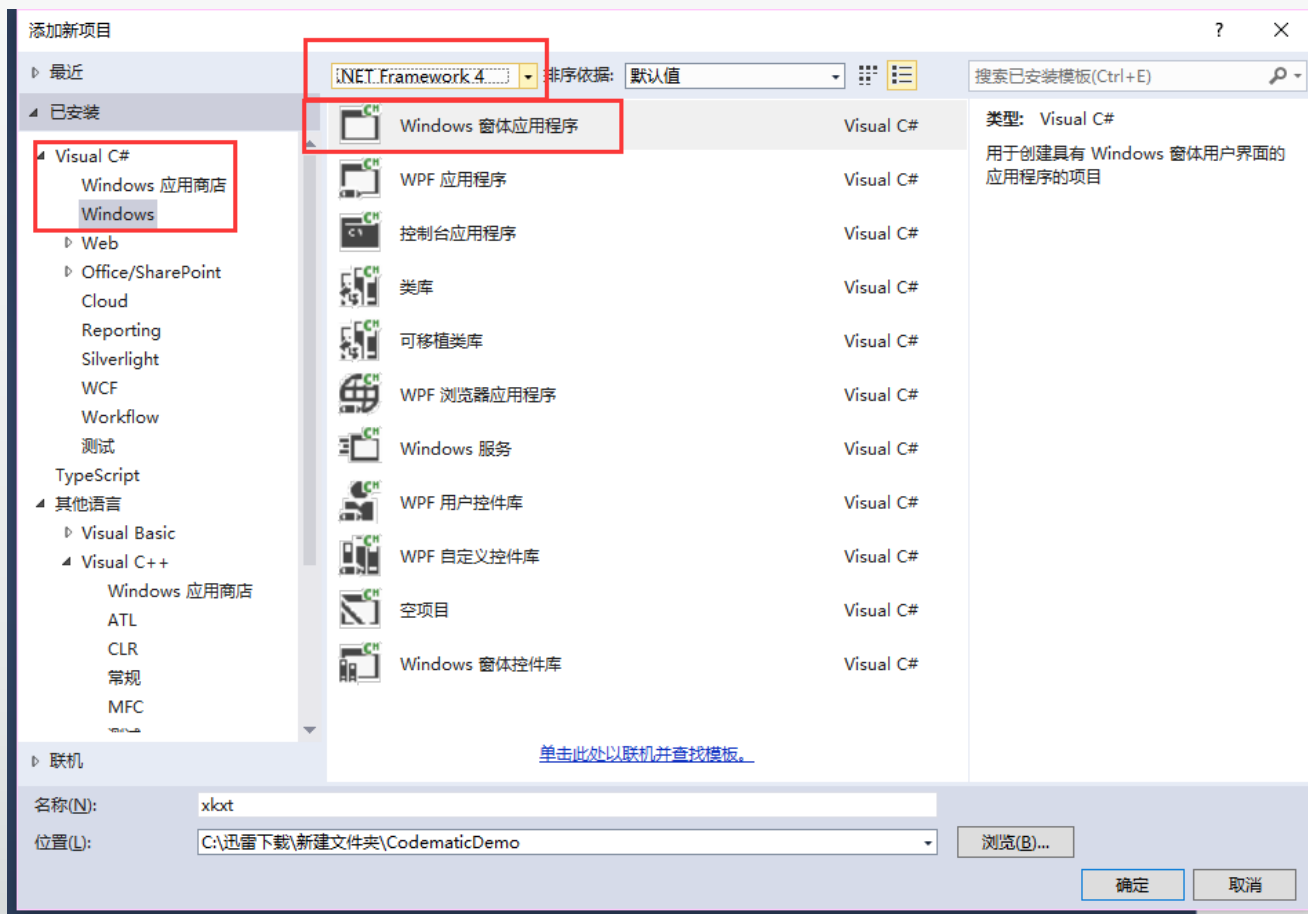 添加新项目
?
最近
.NET Framework 4
排序依据:
默认值
搜索已安装模板(Ctrl+E)
已安装
Visual C#
Windows 应用商店
Windows
Web
Office/SharePoint
Cloud
Reporting
Silverlight
WCF
Workflow
测试
TypeScript
其他语言
Visual Basic
Visual C++
Windows 应用商店
ATL
CLR
常规
MFC
联机
Windows 窗体应用程序 Visual C#
WPF 应用程序 Visual C#
控制台应用程序 Visual C#
类库 Visual C#
可移植类库 Visual C#
WPF 浏览器应用程序 Visual C#
Windows 服务 Visual C#
WPF 用户控件库 Visual C#
WPF 自定义控件库 Visual C#
空项目 Visual C#
Windows 窗体控件库 Visual C#
单击此处以联机并查找模板。
类型: Visual C#
用于创建具有 Windows 窗体用户界面的
应用程序的项目
名称(N): xkxt
位置(L): C:\迅雷下载\新建文件夹\CodematicDemo
浏览(B)...
确定
取消